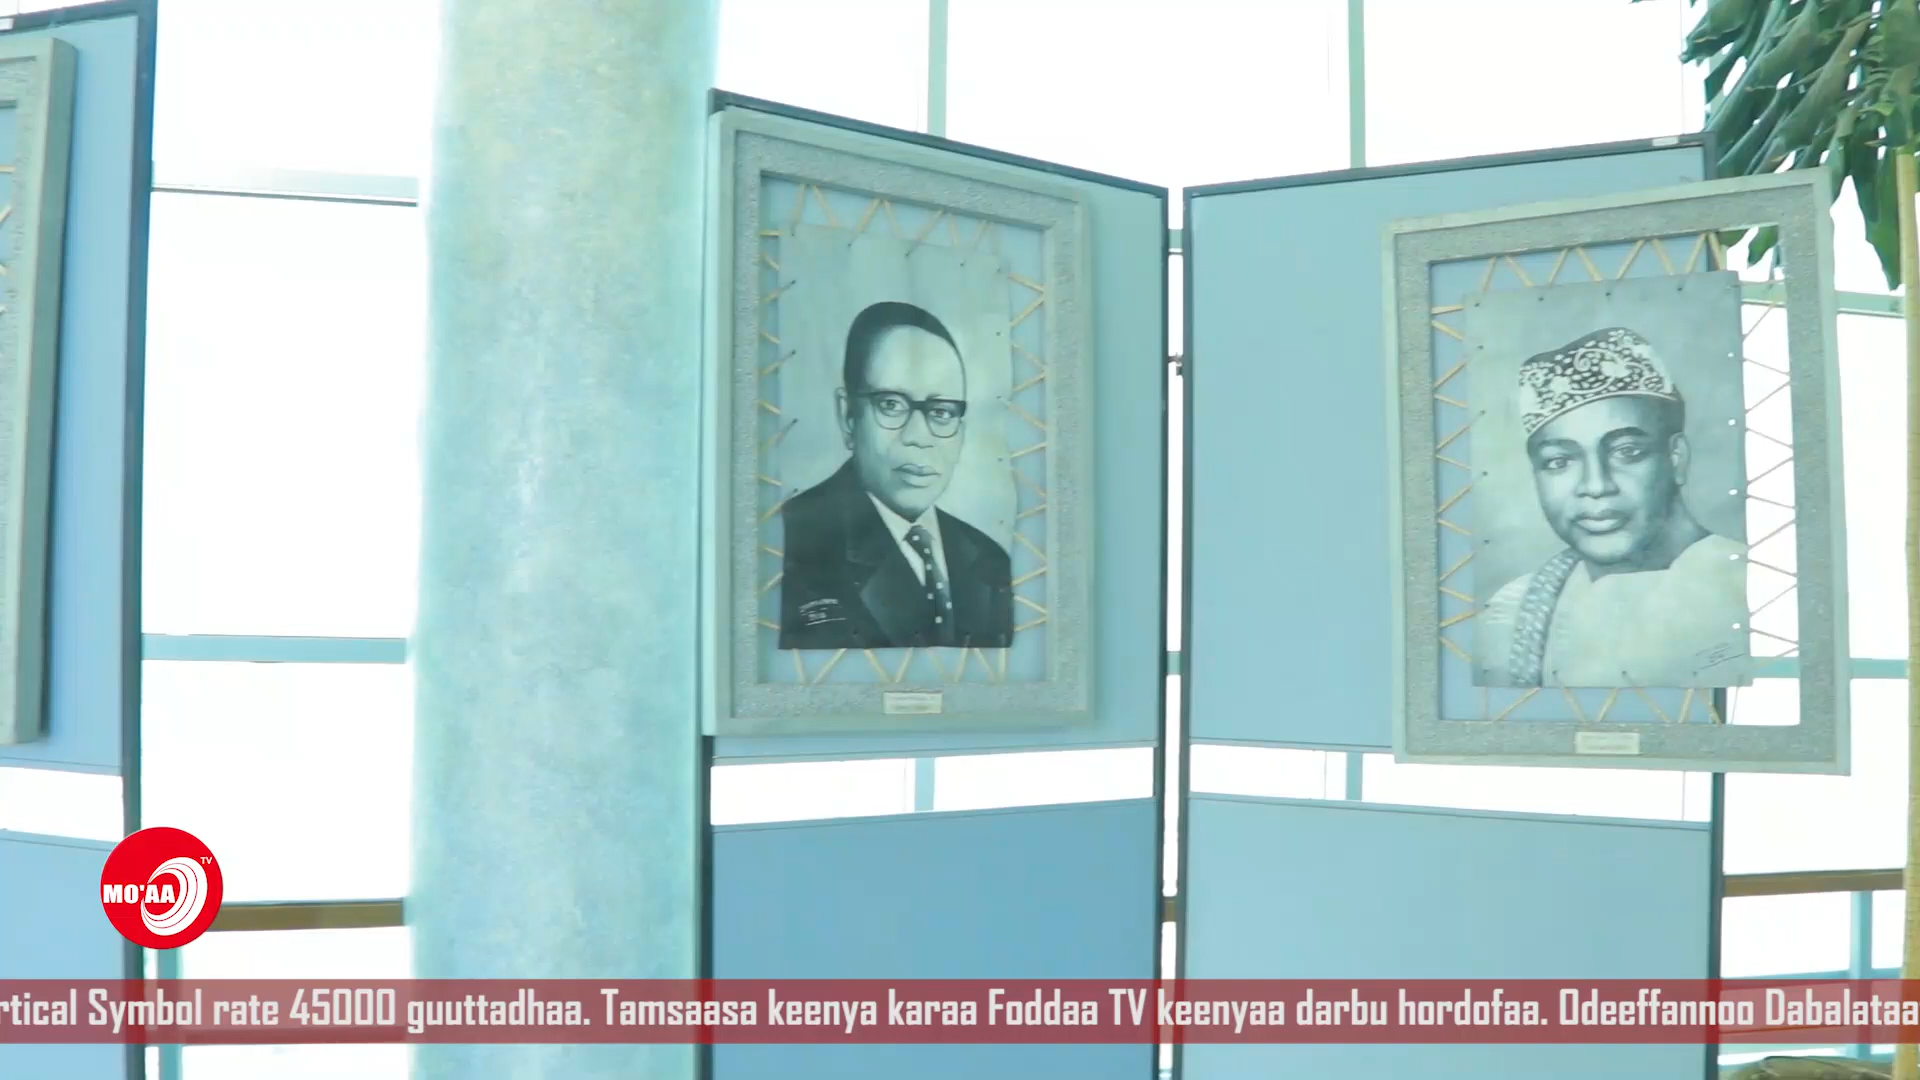 TV
MO'AA
rtical Symbol rate 45000 guuttadhaa. Tamsaasa keenya karaa Foddaa TV keenyaa darbu hordofaa. Odeeffannoo Dabalataa